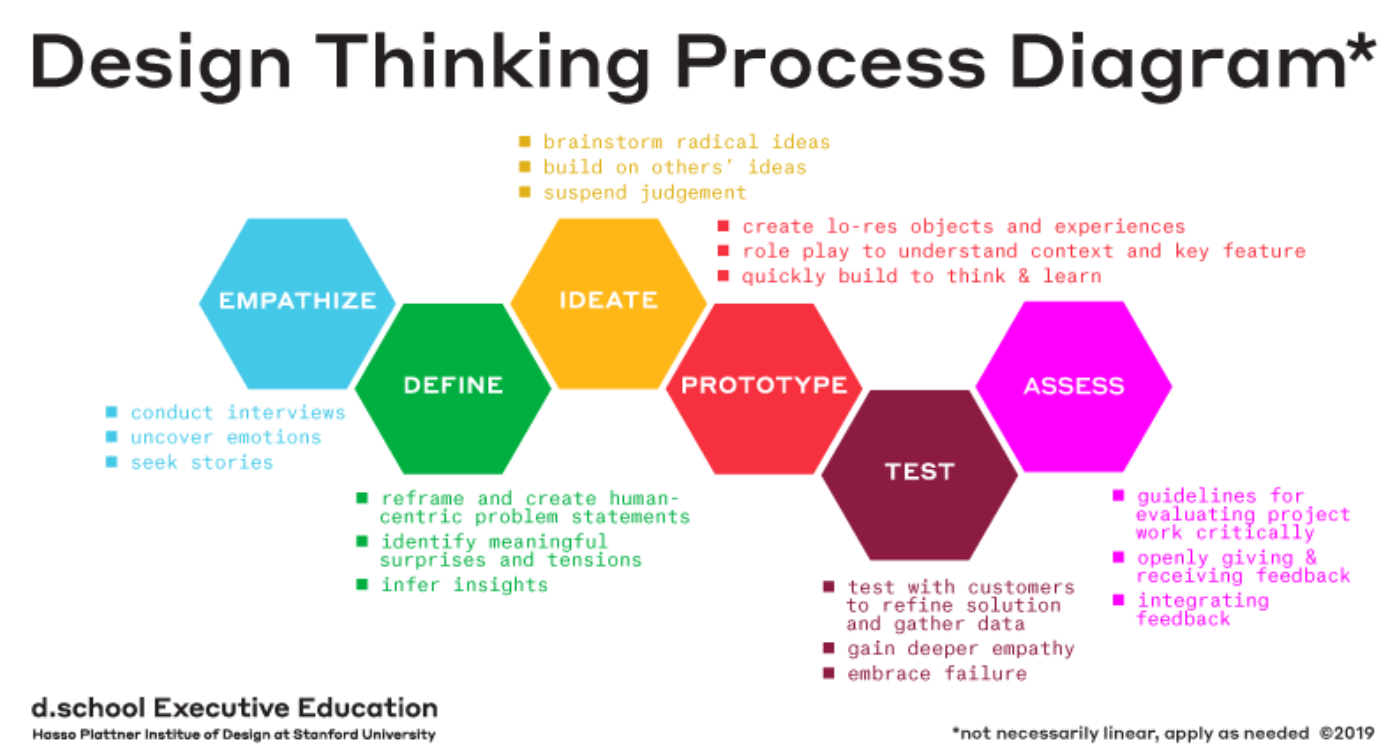 Design Thinking Process Diagram*
■ brainstorm radical ideas
■ build on others’ ideas
■ suspend judgement
■ create lo-res objects and experiences
■ role play to understand context and key feature
■ quickly build to think & learn
EMPATHIZE
IDEATE
DEFINE
PROTOTYPE
ASSESS
TEST
■ conduct interviews
■ uncover emotions
■ seek stories
■ reframe and create human-
centric problem statements
■ identify meaningful
surprises and tensions
■ infer insights
■ test with customers
to refine solution
and gather data
■ gain deeper empathy
■ embrace failure
■ guidelines for
evaluating project
work critically
■ openly giving &
receiving feedback
■ integrating
feedback
d.school Executive Education
Hasso Plattner Institue of Design at Stanford University
*not necessarily linear, apply as needed ©2019